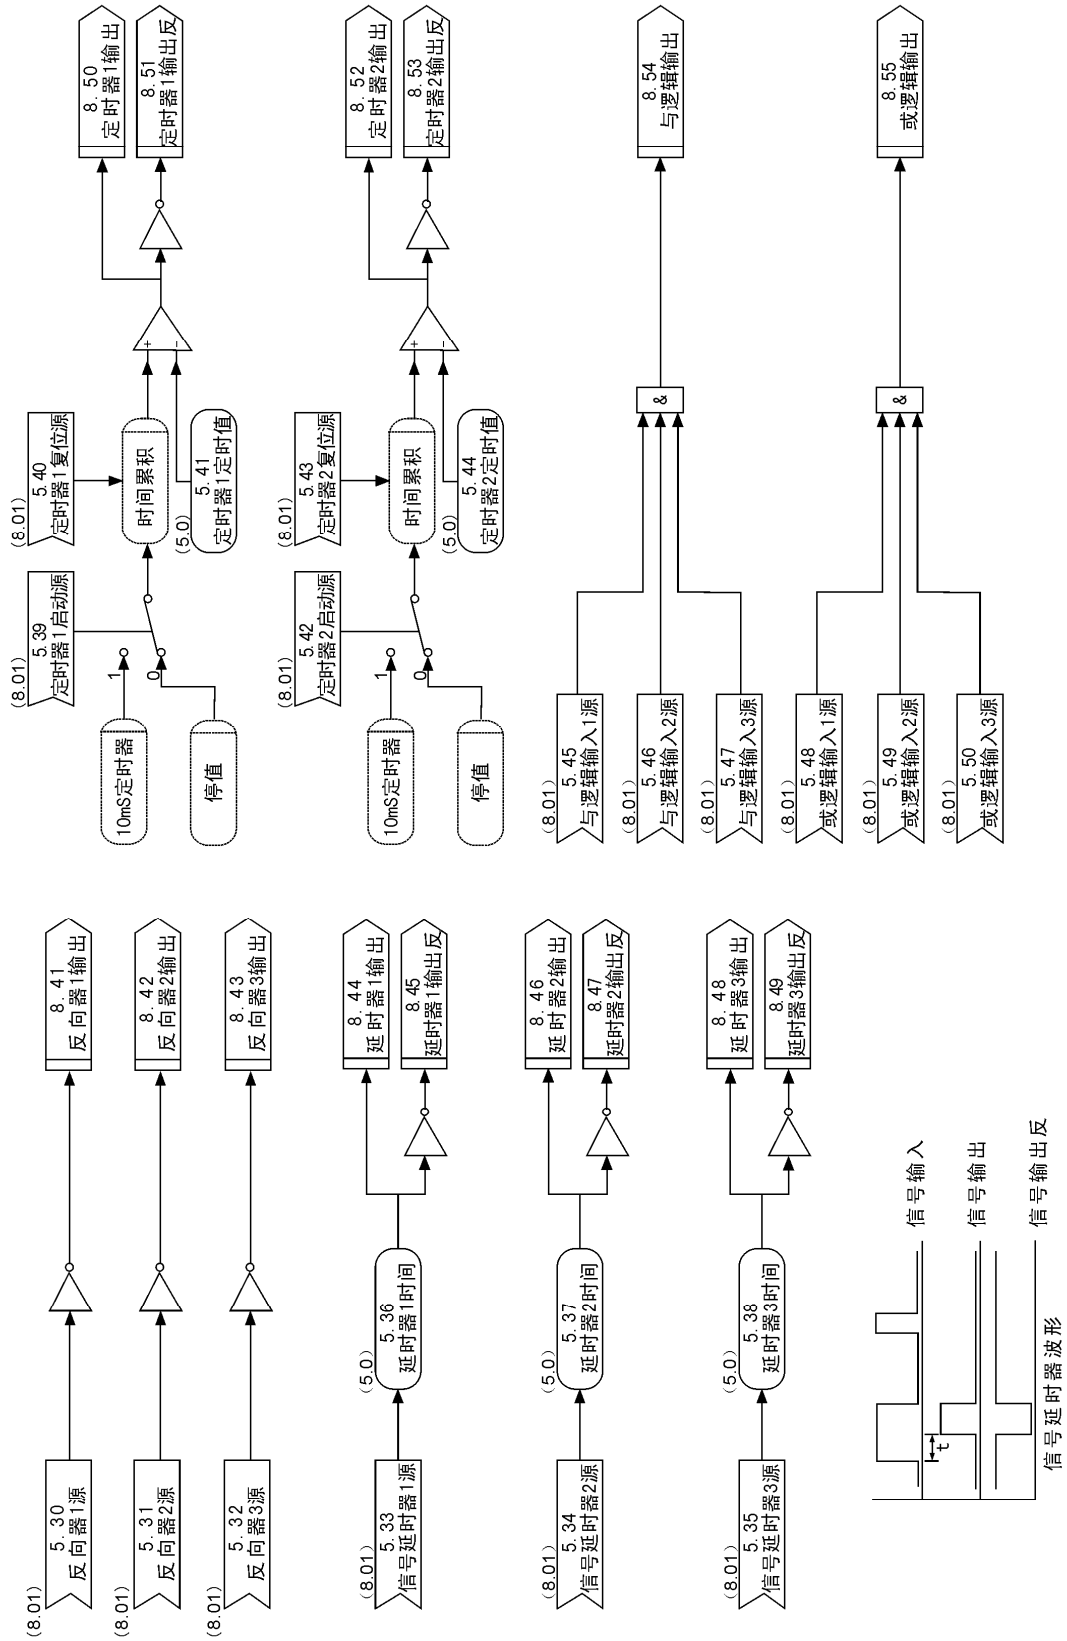 (8.01)
5.30
反向器1源
8.41
反向器1输出
(8.01)
5.31
反向器2源
8.42
反向器2输出
(8.01)
5.32
反向器3源
8.43
反向器3输出
(8.01)
5.33
信号延时器1源
(5.0)
5.36
延时器1时间
8.44
延时器1输出
8.45
延时器1输出反
(8.01)
5.34
信号延时器2源
(5.0)
5.37
延时器2时间
8.46
延时器2输出
8.47
延时器2输出反
(8.01)
5.35
信号延时器3源
(5.0)
5.38
延时器3时间
8.48
延时器3输出
8.49
延时器3输出反
t
信号输入
信号输出
信号输出反
信号延时器波形
(8.01)
5.39
定时器1启动源
(8.01)
5.40
定时器1复位源
10mS定时器
1
停值
0
时间累积
(5.0)
5.41
定时器1定时值
+
-
8.50
定时器1输出
8.51
定时器1输出反
(8.01)
5.42
定时器2启动源
(8.01)
5.43
定时器2复位源
10mS定时器
1
停值
0
时间累积
(5.0)
5.44
定时器2定时值
+
-
8.52
定时器2输出
8.53
定时器2输出反
(8.01)
5.45
与逻辑输入1源
(8.01)
5.46
与逻辑输入2源
(8.01)
5.47
与逻辑输入3源
&
8.54
与逻辑输出
(8.01)
5.48
或逻辑输入1源
(8.01)
5.49
或逻辑输入2源
(8.01)
5.50
或逻辑输入3源
&
8.55
或逻辑输出